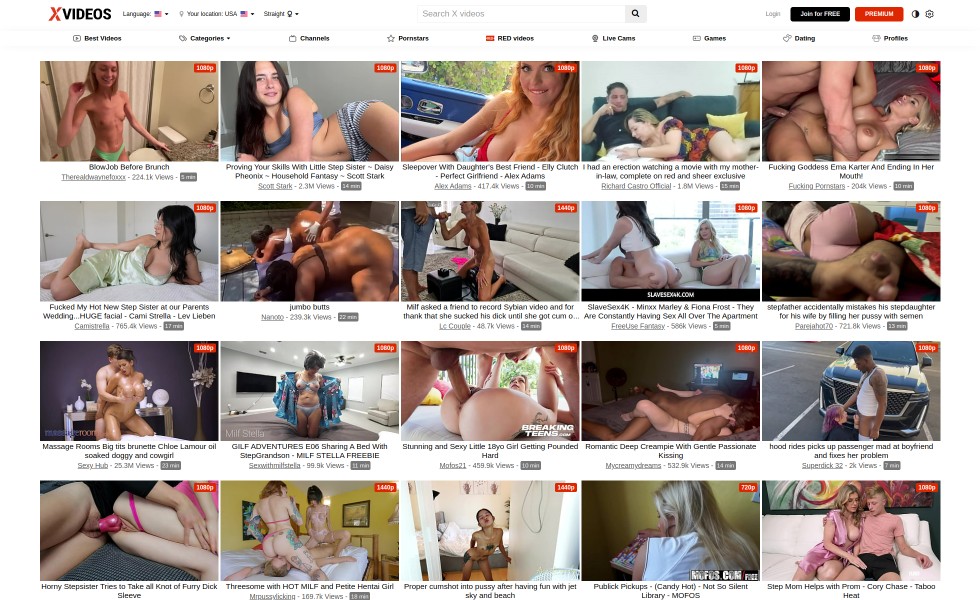 XVIDEOS
Language:
Your location: USA
Straight
Search X videos
Login
Join for FREE
PREMIUM
Best Videos
Categories
Channels
Pornstars
RED videos
Live Cams
Games
Dating
Profiles
1080p
1080p
1080p
1080p
1080p
BlowJob Before Brunch
Therealdwaynefoxxx - 224.1k Views - 5 min
Proving Your Skills With Little Step Sister ~ Daisy
Pheonix ~ Household Fantasy ~ Scott Stark
Scott Stark - 2.3M Views - 14 min
Sleepover With Daughter's Best Friend - Elly Clutch
- Perfect Girlfriend - Alex Adams
Alex Adams - 417.4k Views - 10 min
I had an erection watching a movie with my mother-
in-law, complete on red and sheer exclusive
Richard Castro Official - 1.8M Views - 15 min
Fucking Goddess Ema Karter And Ending In Her
Mouth!
Fucking Pornstars - 204k Views - 10 min
1080p
1080p
1440p
1080p
1080p
SLAVESEX4K.COM
Fucked My Hot New Step Sister at our Parents
Wedding...HUGE facial - Cami Strella - Lev Lieben
Camistrella - 765.4k Views - 17 min
jumbo butts
Nanoto - 239.3k Views - 22 min
Milf asked a friend to record Sybian video and for
thank that she sucked his dick until she got cum o...
Lc Couple - 48.7k Views - 14 min
SlaveSex4K - Minxx Marley & Fiona Frost - They
Are Constantly Having Sex All Over The Apartment
FreeUse Fantasy - 586k Views - 5 min
stepfather accidentally mistakes his stepdaughter
for his wife by filling her pussy with semen
Parejahot70 - 721.8k Views - 13 min
1080p
1080p
1080p
1080p
1080p
Milf Stella
BREAKING
TEENS.COM
Massage Rooms Big tits brunette Chloe Lamour oil
soaked doggy and cowgirl
Sexy Hub - 25.3M Views - 23 min
GILF ADVENTURES E06 Sharing A Bed With
StepGrandson - MILF STELLA FREEBIE
Sexwithmilfstella - 99.9k Views - 11 min
Stunning and Sexy Little 18yo Girl Getting Pounded
Hard
Mofos21 - 459.9k Views - 10 min
Romantic Deep Creampie With Gentle Passionate
Kissing
Mycreamydreams - 532.9k Views - 14 min
hood rides picks up passenger mad at boyfriend
and fixes her problem
Superdick 32 - 2k Views - 7 min
1080p
1440p
1440p
720p
1080p
MOFOS.COM
Horny Stepsister Tries to Take all Knot of Furry Dick
Sleeve
Threesome with HOT MILF and Petite Hentai Girl
Mrpussylicking - 169.7k Views - 18 min
Proper cumshot into pussy after having fun with jet
sky and beach
Publick Pickups - (Candy Hot) - Not So Silent
Library - MOFOS
Step Mom Helps with Prom - Cory Chase - Taboo
Heat